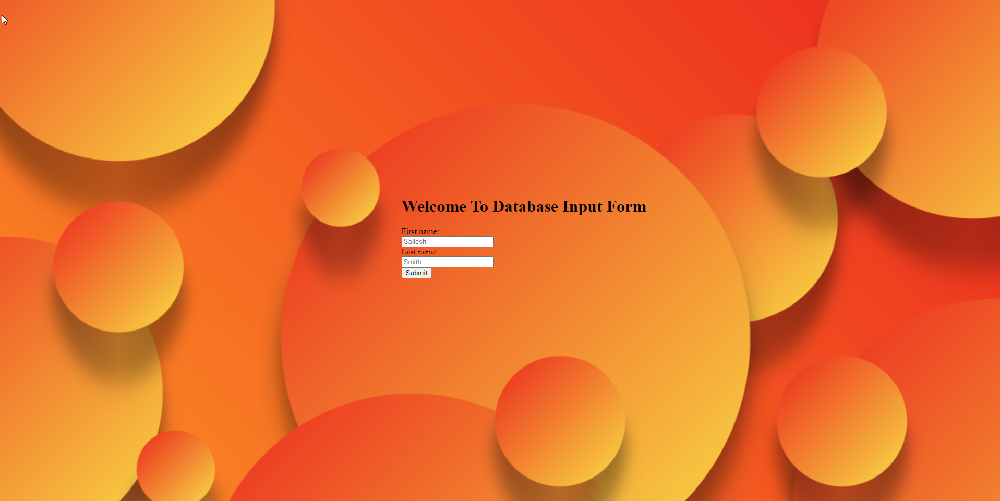 Welcome To Database Input Form
First name:
Sailesh
Last name:
Smith
Submit